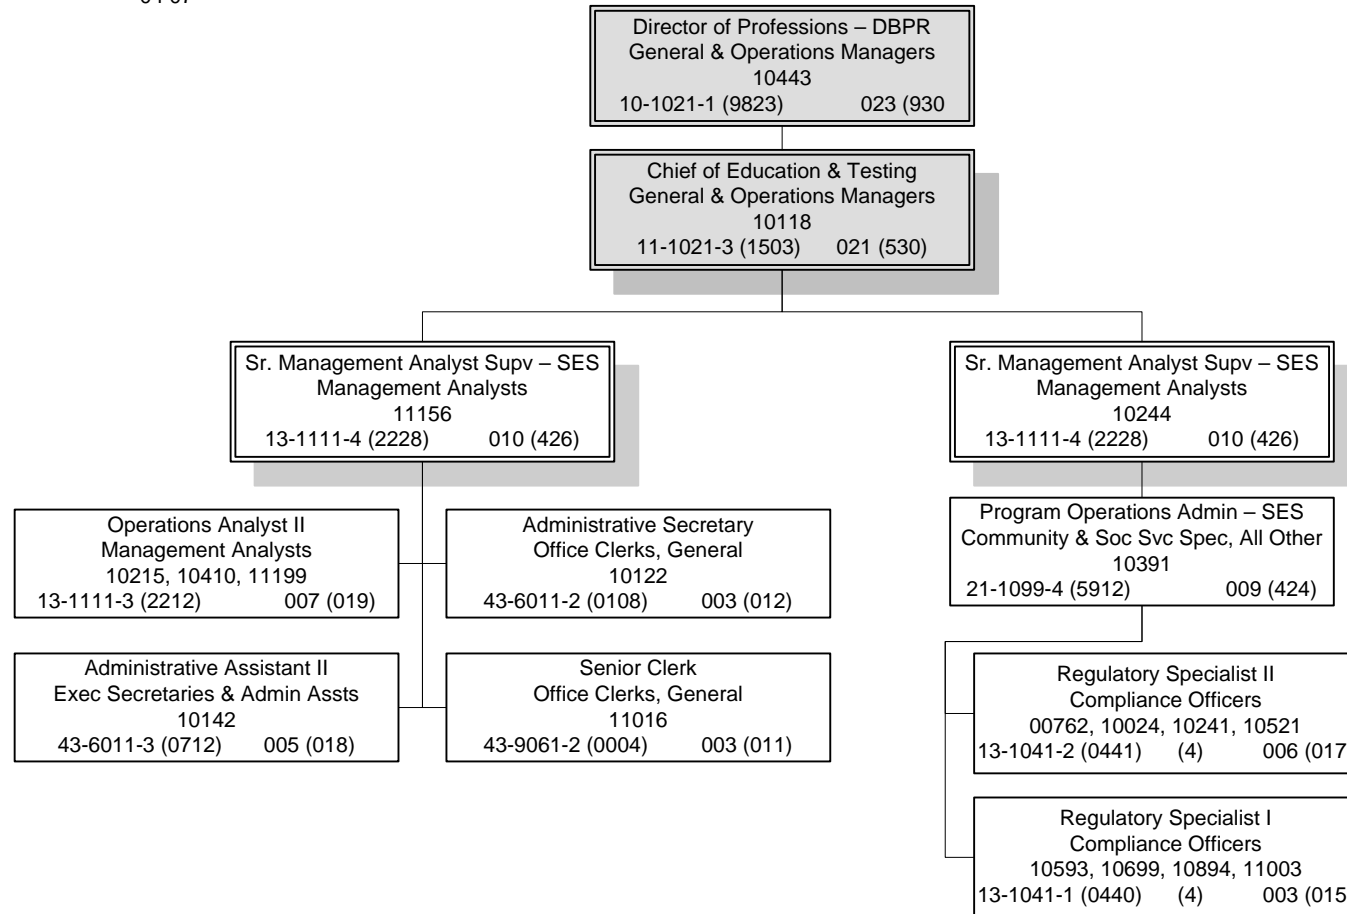 Director of Professions – DBPR
General & Operations Managers
10443
10-1021-1 (9823) 023 (930
Chief of Education & Testing
General & Operations Managers
10118
11-1021-3 (1503) 021 (530)
Sr. Management Analyst Supv – SES
Management Analysts
11156
13-1111-4 (2228) 010 (426)
Sr. Management Analyst Supv – SES
Management Analysts
10244
13-1111-4 (2228) 010 (426)
Operations Analyst II
Management Analysts
10215, 10410, 11199
13-1111-3 (2212) 007 (019)
Administrative Secretary
Office Clerks, General
10122
43-6011-2 (0108) 003 (012)
Program Operations Admin – SES
Community & Soc Svc Spec, All Other
10391
21-1099-4 (5912) 009 (424)
Administrative Assistant II
Exec Secretaries & Admin Assts
10142
43-6011-3 (0712) 005 (018)
Senior Clerk
Office Clerks, General
11016
43-9061-2 (0004) 003 (011)
Regulatory Specialist II
Compliance Officers
00762, 10024, 10241, 10521
13-1041-2 (0441) (4) 006 (017
Regulatory Specialist I
Compliance Officers
10593, 10699, 10894, 11003
13-1041-1 (0440) (4) 003 (015